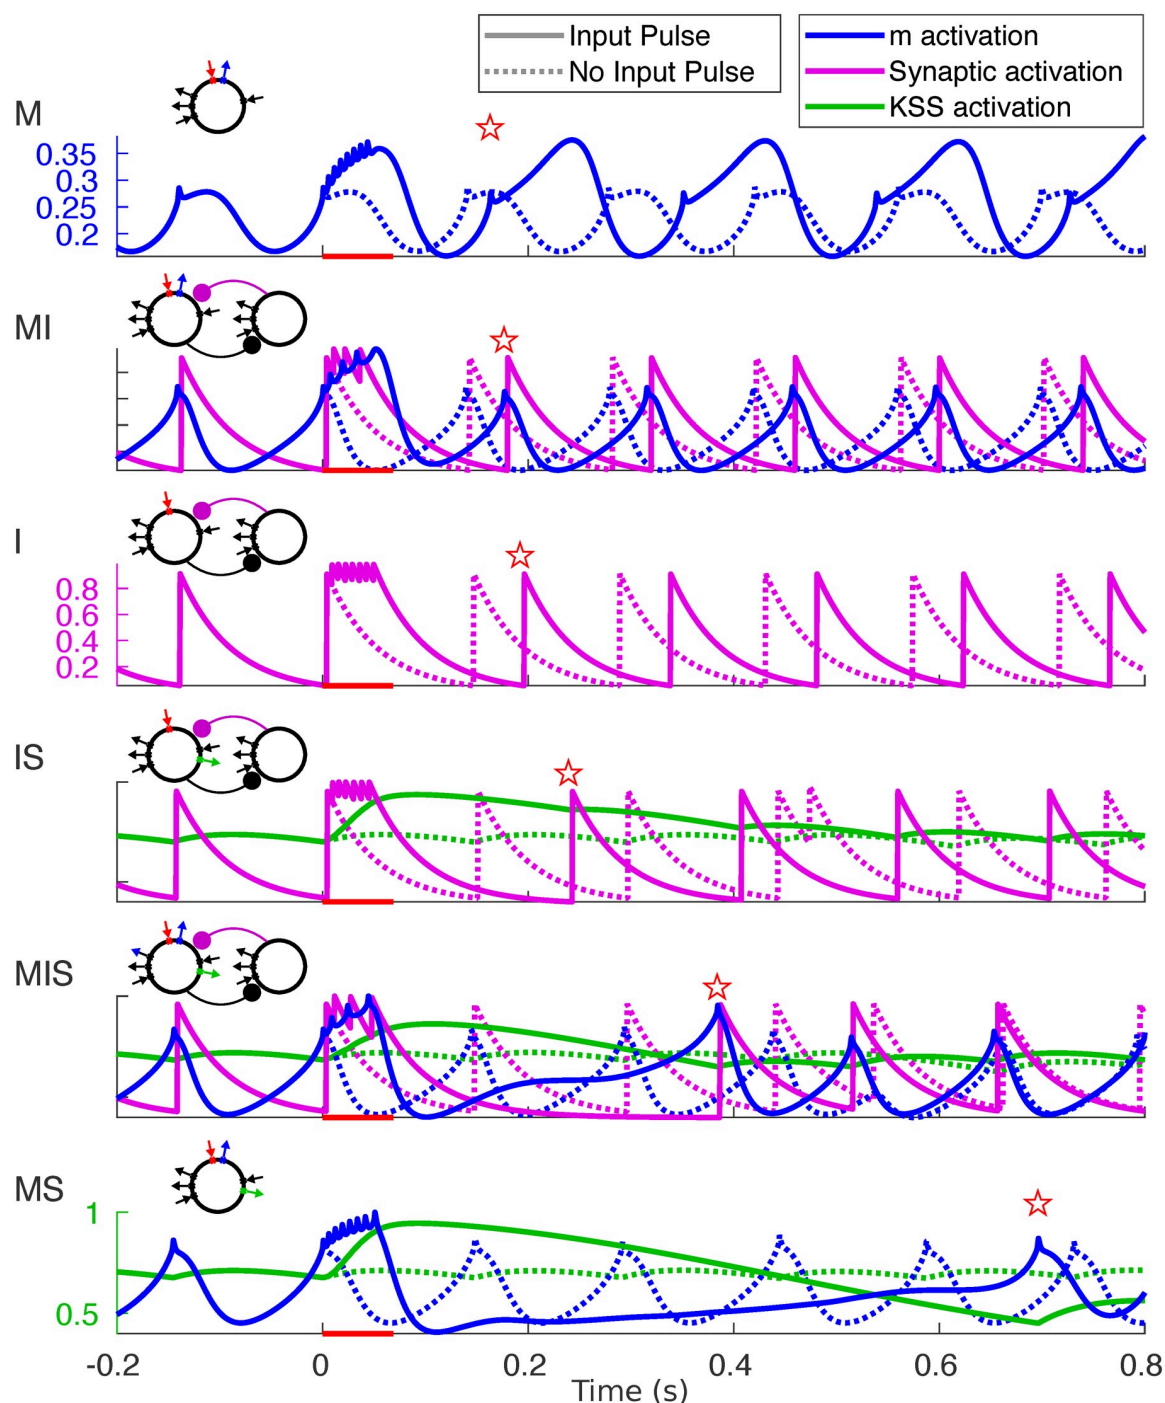 Input Pulse
No Input Pulse
m activation
Synaptic activation
KSS activation
M
0.35
0.3
0.25
0.2
MI
I
0.8
0.6
0.4
0.2
IS
MIS
MS
1
0.5
-0.2 0 0.2 0.4 0.6 0.8
Time (s)